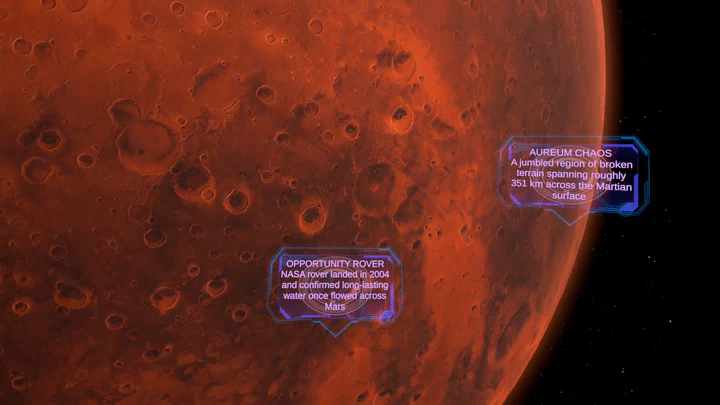 AUREUM CHAOS
A jumbled region of broken
terrain spanning roughly
351 km across the Martian
surface
OPPORTUNITY ROVER
NASA rover landed in 2004
and confirmed long-lasting
water once flowed across
Mars